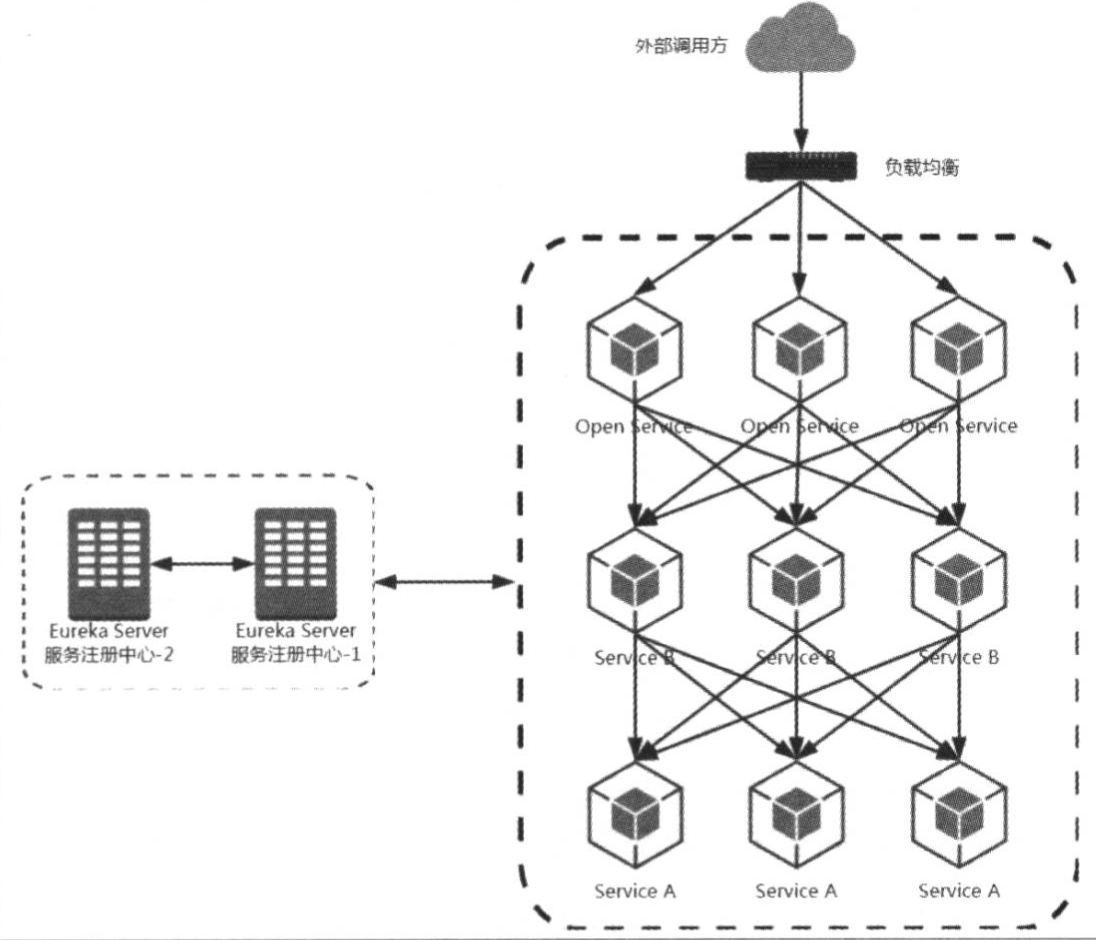 外部调用方
负载均衡
Open Service
Open Service
Open Service
Eureka Server
服务注册中心-2
Eureka Server
服务注册中心-1
Service B
Service B
Service B
Service A
Service A
Service A